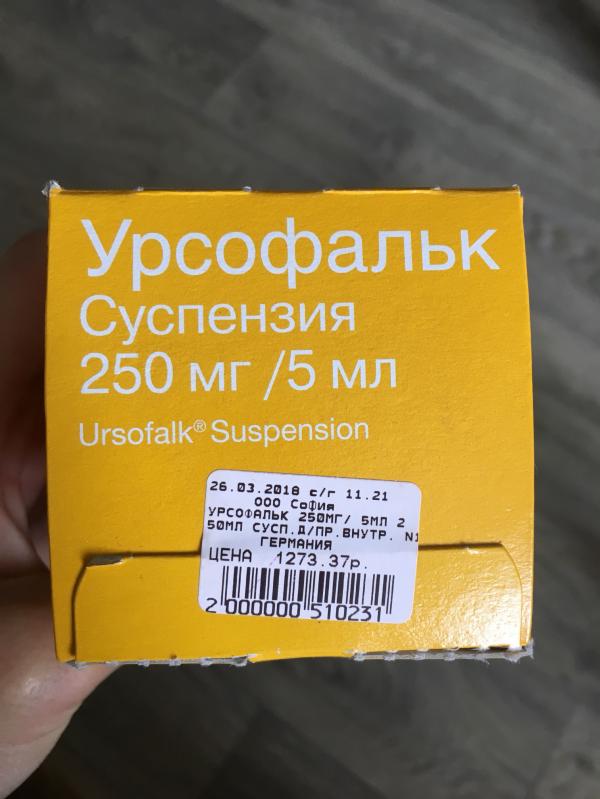 Урсофальк
Суспензия
250 мг /5 мл
Ursofalk® Suspension
26.03.2018 с/г 11.21
ООО София
УРСОФАЛЬК 250МГ/ 5МЛ 2
50МЛ СУСП.Д/ПР.ВНУТР. N1
ГЕРМАНИЯ
ЦЕНА 1273.37р.
2 000000 510231